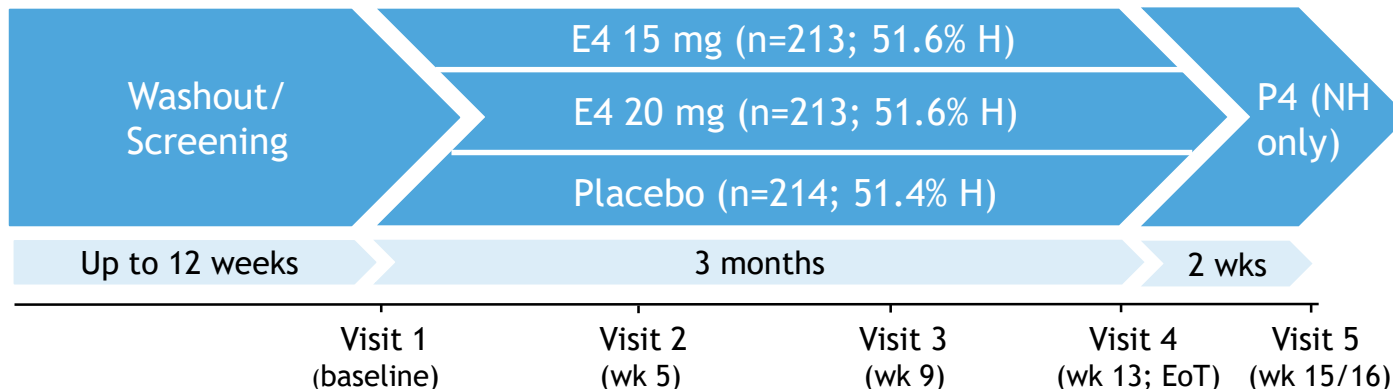 Washout/
Screening
E4 15 mg (n=213; 51.6% H)
E4 20 mg (n=213; 51.6% H)
Placebo (n=214; 51.4% H)
P4 (NH
only)
Up to 12 weeks
3 months
2 wks
Visit 1
(baseline)
Visit 2
(wk 5)
Visit 3
(wk 9)
Visit 4
(wk 13; EoT)
Visit 5
(wk 15/16)